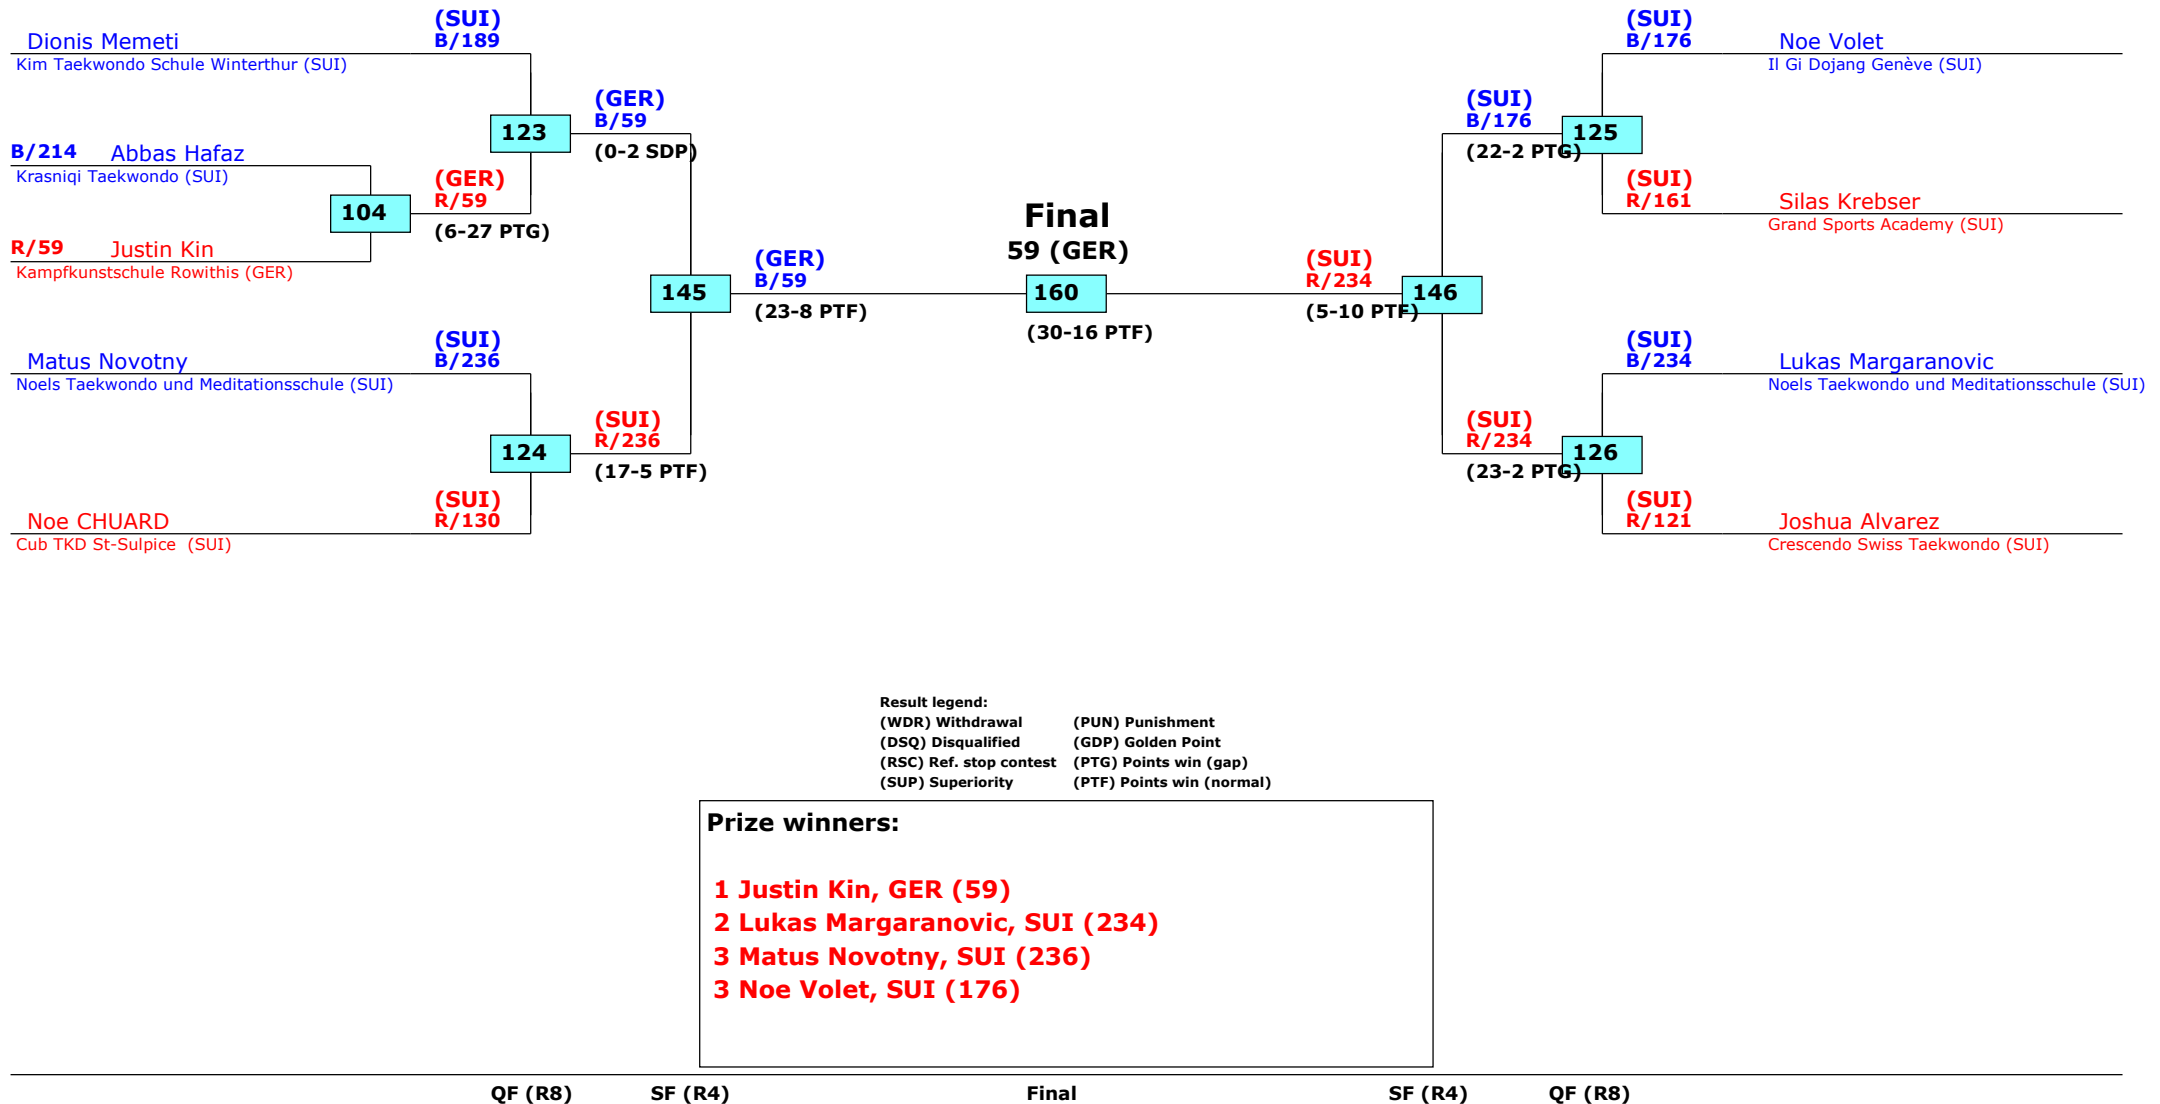 (SUI)
B/189
Dionis Memeti
Kim Taekwondo Schule Winterthur (SUI)
(GER)
B/59
123
(0-2 SDP)
B/214 Abbas Hafaz
Krasniqi Taekwondo (SUI)
(GER)
R/59
104
(6-27 PTG)
R/59 Justin Kin
Kampfkunstschule Rowithis (GER)
(GER)
B/59
145
(23-8 PTF)
(SUI)
B/236
Matus Novotny
Noels Taekwondo und Meditationsschule (SUI)
(SUI)
R/236
124
(17-5 PTF)
(SUI)
R/130
Noe CHUARD
Cub TKD St-Sulpice (SUI)
Final
59 (GER)
160
(30-16 PTF)
(SUI)
B/176
Noe Volet
Il Gi Dojang Genève (SUI)
(SUI)
B/176
125
(22-2 PTG)
(SUI)
R/161
Silas Krebser
Grand Sports Academy (SUI)
(SUI)
R/234
146
(5-10 PTF)
(SUI)
B/234
Lukas Margaranovic
Noels Taekwondo und Meditationsschule (SUI)
(SUI)
R/234
126
(23-2 PTG)
(SUI)
R/121
Joshua Alvarez
Crescendo Swiss Taekwondo (SUI)
Result legend:
(WDR) Withdrawal (PUN) Punishment
(DSQ) Disqualified (GDP) Golden Point
(RSC) Ref. stop contest (PTG) Points win (gap)
(SUP) Superiority (PTF) Points win (normal)
Prize winners:
1 Justin Kin, GER (59)
2 Lukas Margaranovic, SUI (234)
3 Matus Novotny, SUI (236)
3 Noe Volet, SUI (176)
QF (R8) SF (R4) Final SF (R4) QF (R8)